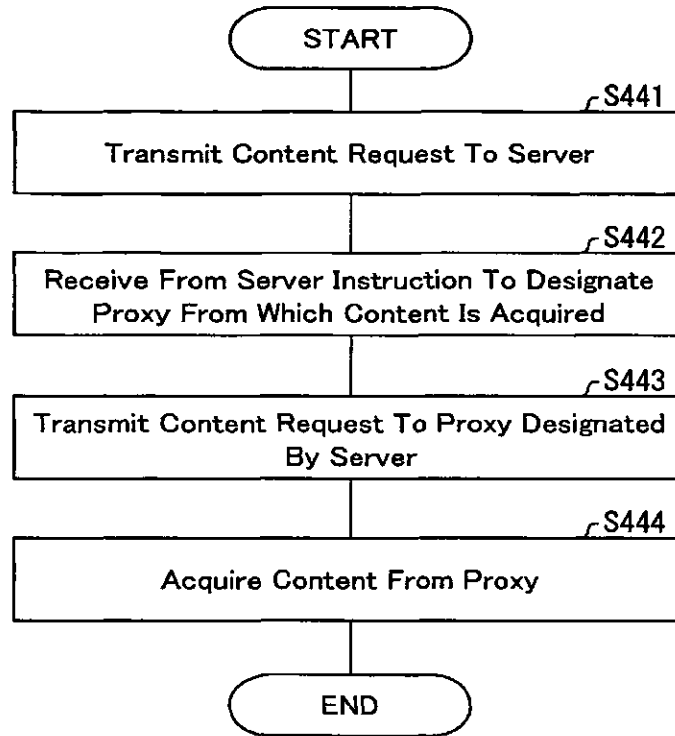 START
S441
Transmit Content Request To Server
S442
Receive From Server Instruction To Designate
Proxy From Which Content Is Acquired
S443
Transmit Content Request To Proxy Designated
By Server
S444
Acquire Content From Proxy
END